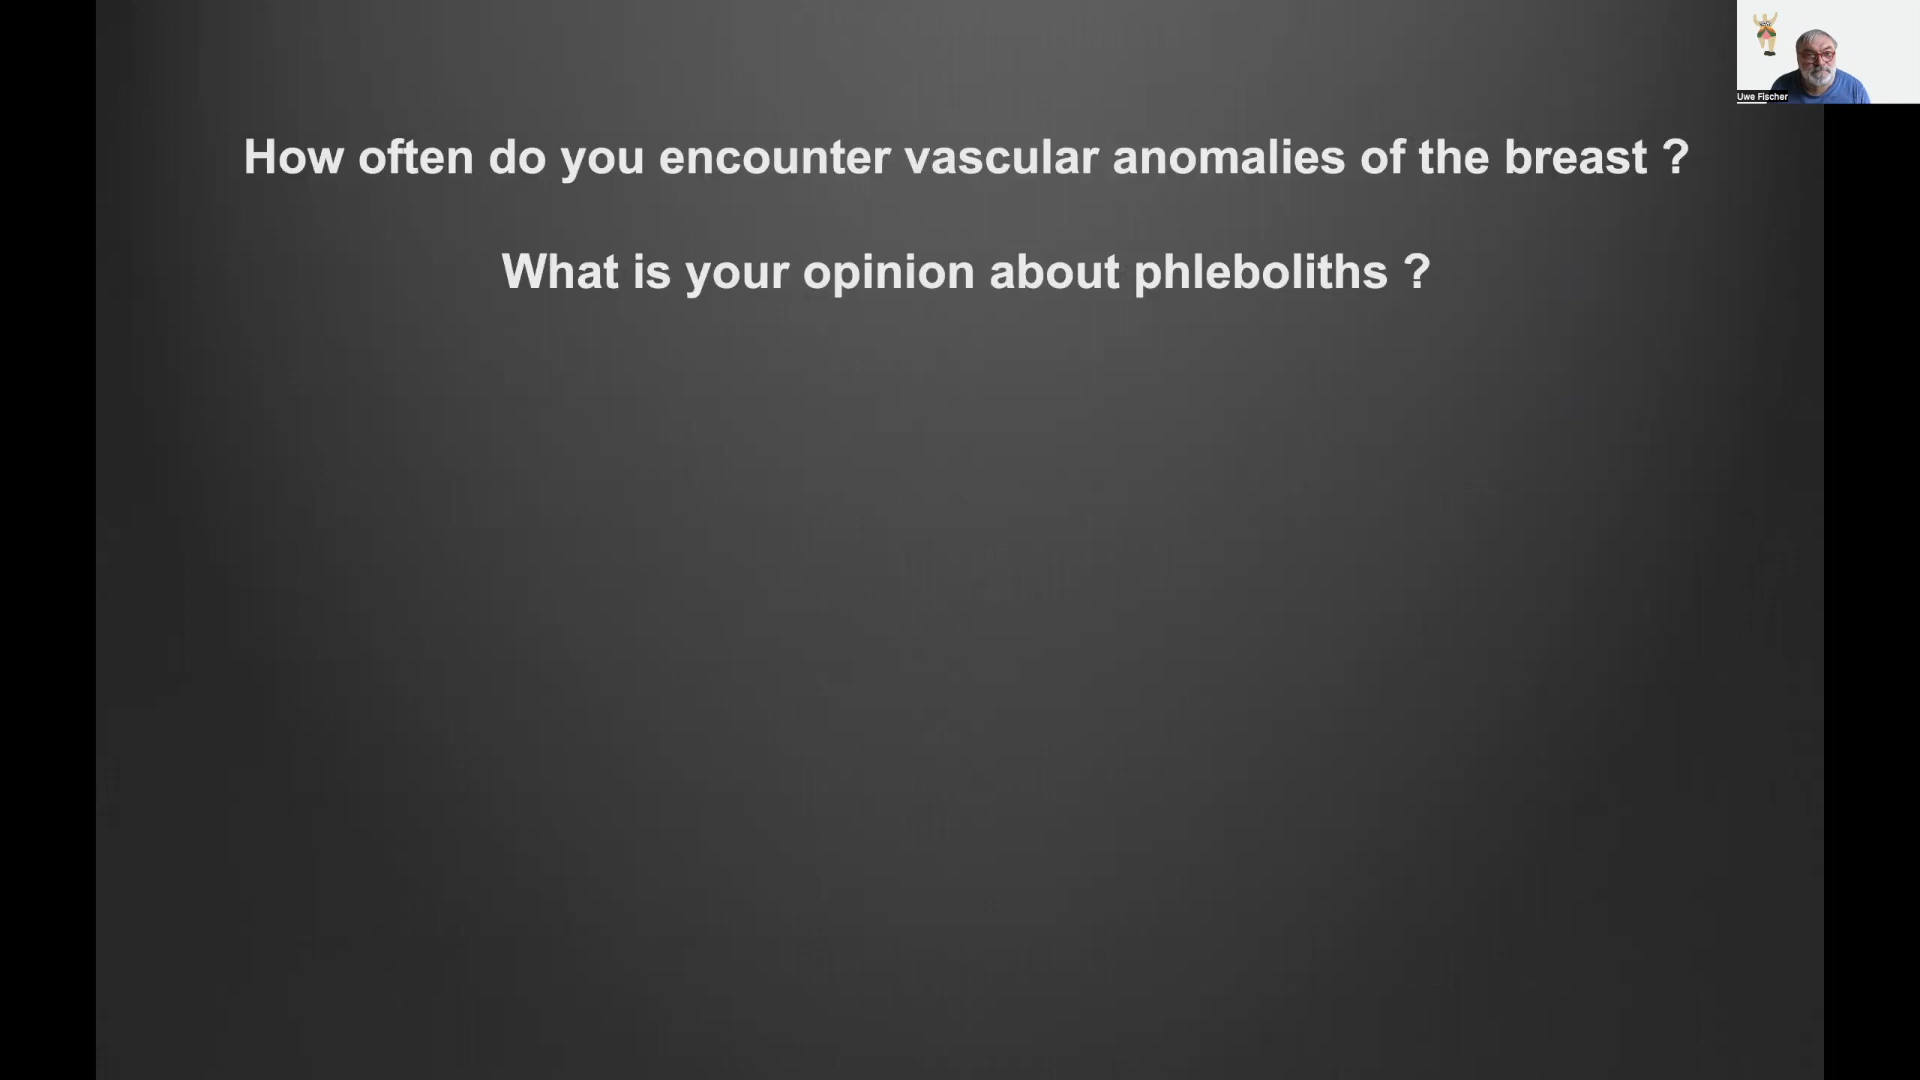 Uwe Fischer
How often do you encounter vascular anomalies of the breast ?
What is your opinion about phleboliths ?